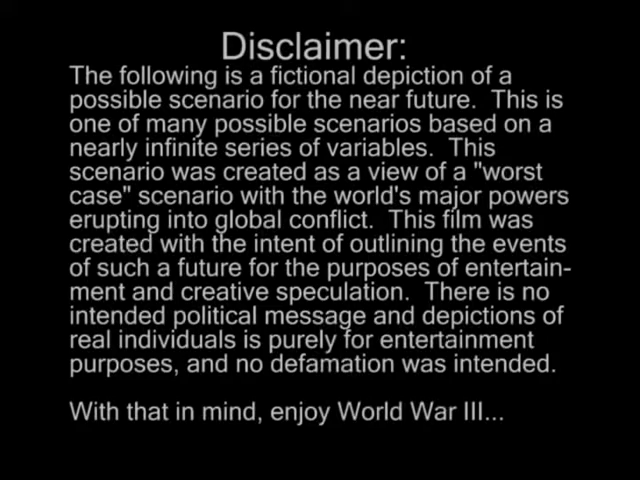 Disclaimer:
The following is a fictional depiction of a
possible scenario for the near future.  This is
one of many possible scenarios based on a
nearly infinite series of variables.  This
scenario was created as a view of a "worst
case" scenario with the world's major powers
erupting into global conflict.  This film was
created with the intent of outlining the events
of such a future for the purposes of entertain-
ment and creative speculation.  There is no
intended political message and depictions of
real individuals is purely for entertainment
purposes, and no defamation was intended.
With that in mind, enjoy World War III...